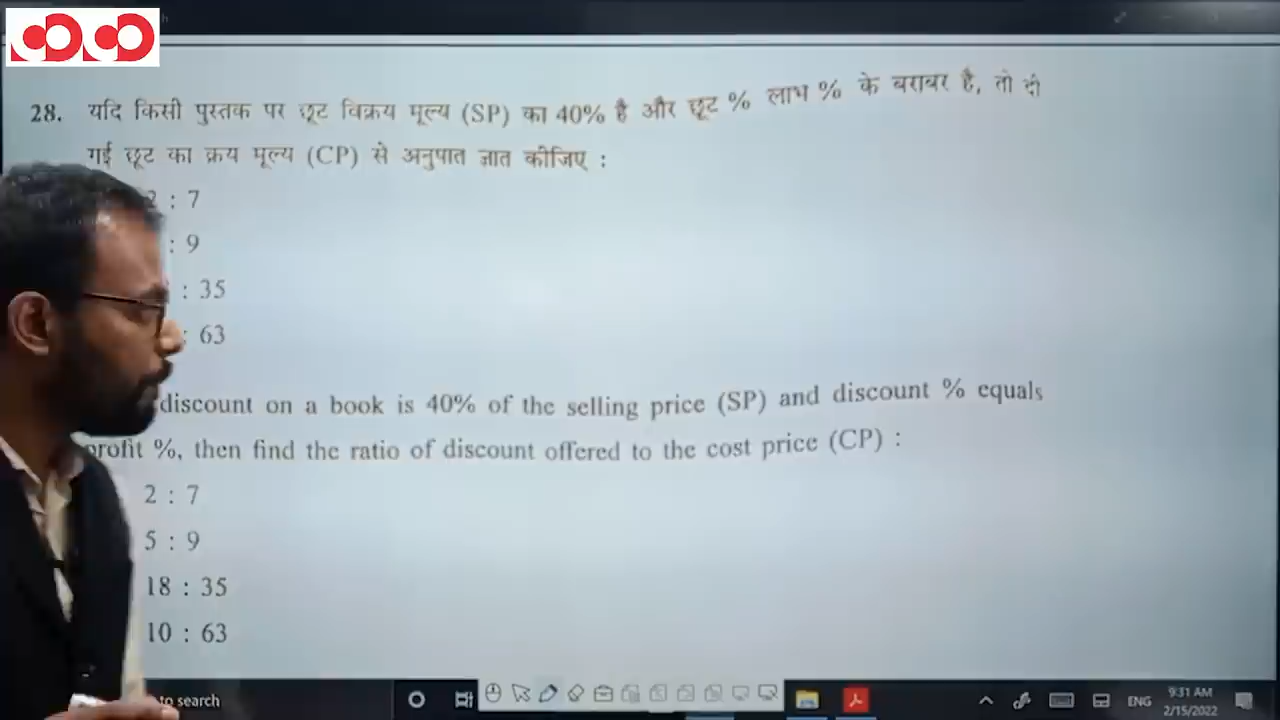 28. यदि किसी पुस्तक पर छूट विक्रय मूल्य (SP) का 40% है और छूट % लाभ % के बराबर है, तो दी
गई छूट का क्रय मूल्य (CP) से अनुपात ज्ञात कीजिए :
: 7
: 9
: 35
: 63
discount on a book is 40% of the selling price (SP) and discount % equals
profit %, then find the ratio of discount offered to the cost price (CP) :
2 : 7
5 : 9
18 : 35
10 : 63
to search
ENG
9:31 AM
2/15/2022